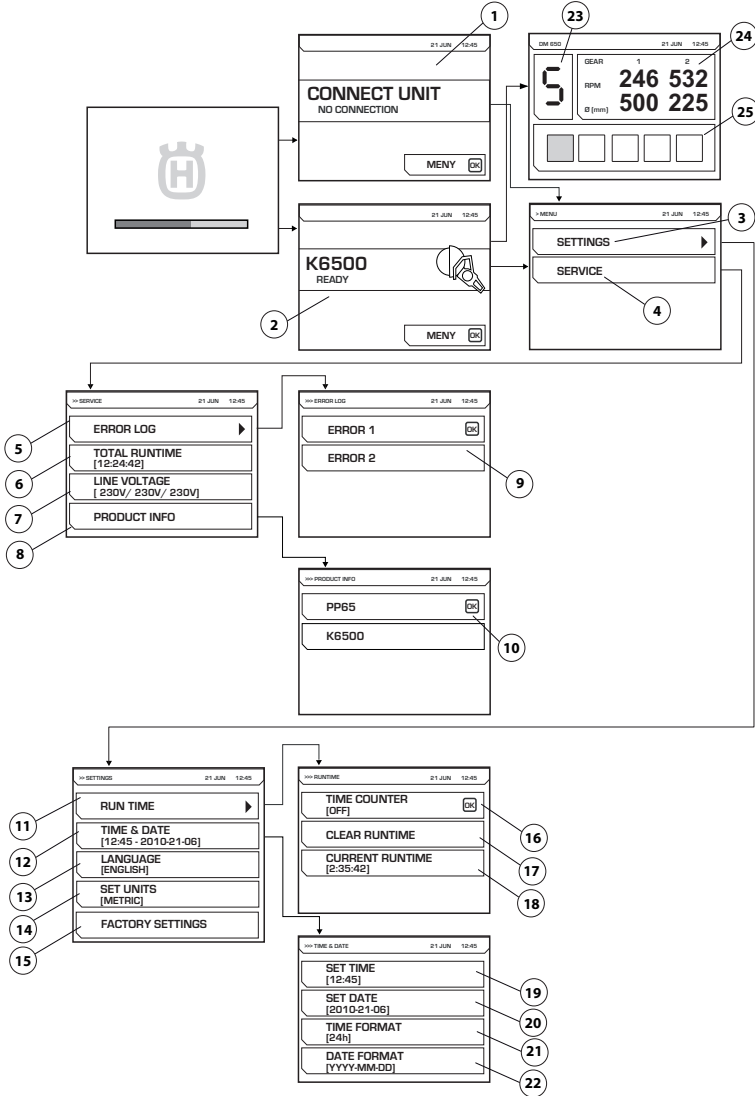 1
21 JUN 12:45
CONNECT UNIT
NO CONNECTION
MENY OK
23
24
DM 650 21 JUN 12:45
GEAR 1 2
RPM 246 532
Ø [mm] 500 225
5
25
H
21 JUN 12:45
K6500
READY
MENY OK
2
> MENU 21 JUN 12:45
SETTINGS
SERVICE
3
4
>> SERVICE 21 JUN 12:45
ERROR LOG
TOTAL RUNTIME
[12:24:42]
LINE VOLTAGE
[ 230V/ 230V/ 230V]
PRODUCT INFO
5
6
7
8
>>> ERROR LOG 21 JUN 12:45
ERROR 1 OK
ERROR 2
9
>>> PRODUCT INFO 21 JUN 12:45
PP65 OK
K6500
10
>> SETTINGS 21 JUN 12:45
RUN TIME
TIME & DATE
[12:45 - 2010-21-06]
LANGUAGE
[ENGLISH]
SET UNITS
[METRIC]
FACTORY SETTINGS
11
12
13
14
15
>>> RUNTIME 21 JUN 12:45
TIME COUNTER
[OFF] OK
CLEAR RUNTIME
CURRENT RUNTIME
[2:35:42]
16
17
18
>>> TIME & DATE 21 JUN 12:45
SET TIME
[12:45]
SET DATE
[2010-21-06]
TIME FORMAT
[24h]
DATE FORMAT
[YYYY-MM-DD]
19
20
21
22